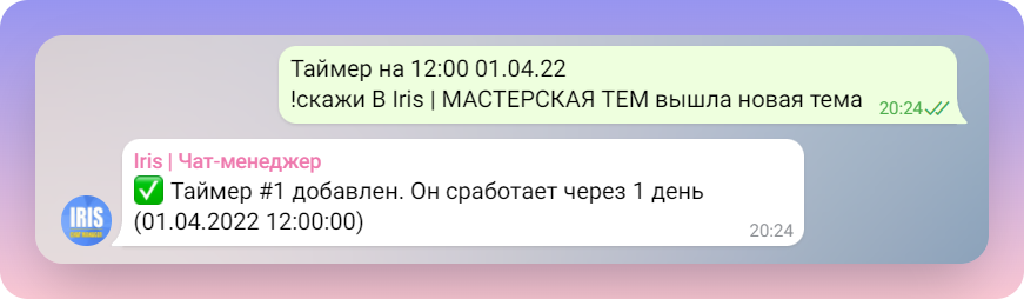 Таймер на 12:00 01.04.22
!скажи В Iris | МАСТЕРСКАЯ ТЕМ вышла новая тема
20:24
Iris | Чат-менеджер
✅ Таймер #1 добавлен. Он сработает через 1 день
(01.04.2022 12:00:00)
20:24
IRIS